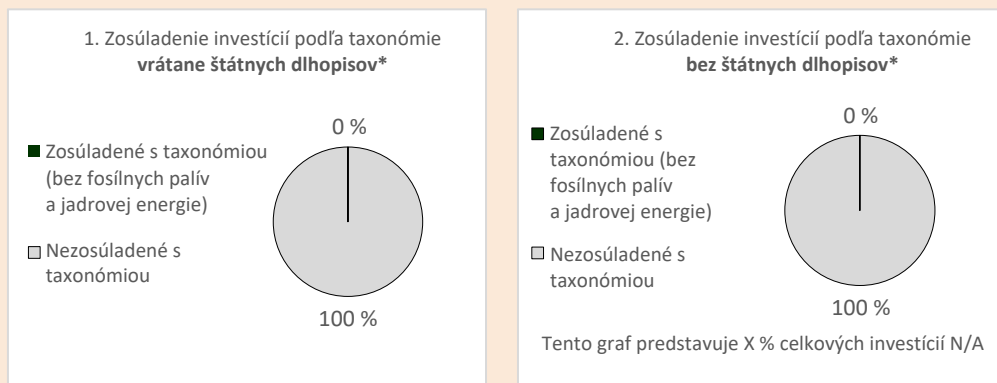 1. Zosúladenie investícií podľa taxonómie
vrátane štátnych dlhopisov*
0 %
Zosúladené s taxonómiou
(bez fosílnych palív
a jadrovej energie)
Nezosúladené s
taxonómiou
100 %
2. Zosúladenie investícií podľa taxonómie
bez štátnych dlhopisov*
0 %
Zosúladené s
taxonómiou (bez
fosílnych palív
a jadrovej energie)
Nezosúladené s
taxonómiou
100 %
Tento graf predstavuje X % celkových investícií N/A